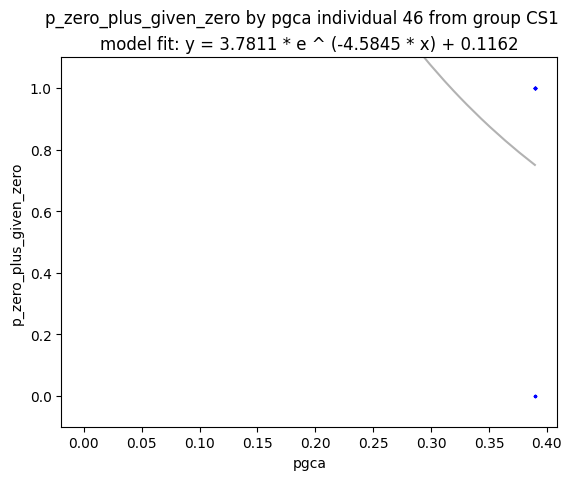 p_zero_plus_given_zero by pgca individual 46 from group CS1
model fit: y = 3.7811 * e ^ (-4.5845 * x) + 0.1162
p_zero_plus_given_zero
1.0
0.8
0.6
0.4
0.2
0.0
0.00 0.05 0.10 0.15 0.20 0.25 0.30 0.35 0.40
pgca